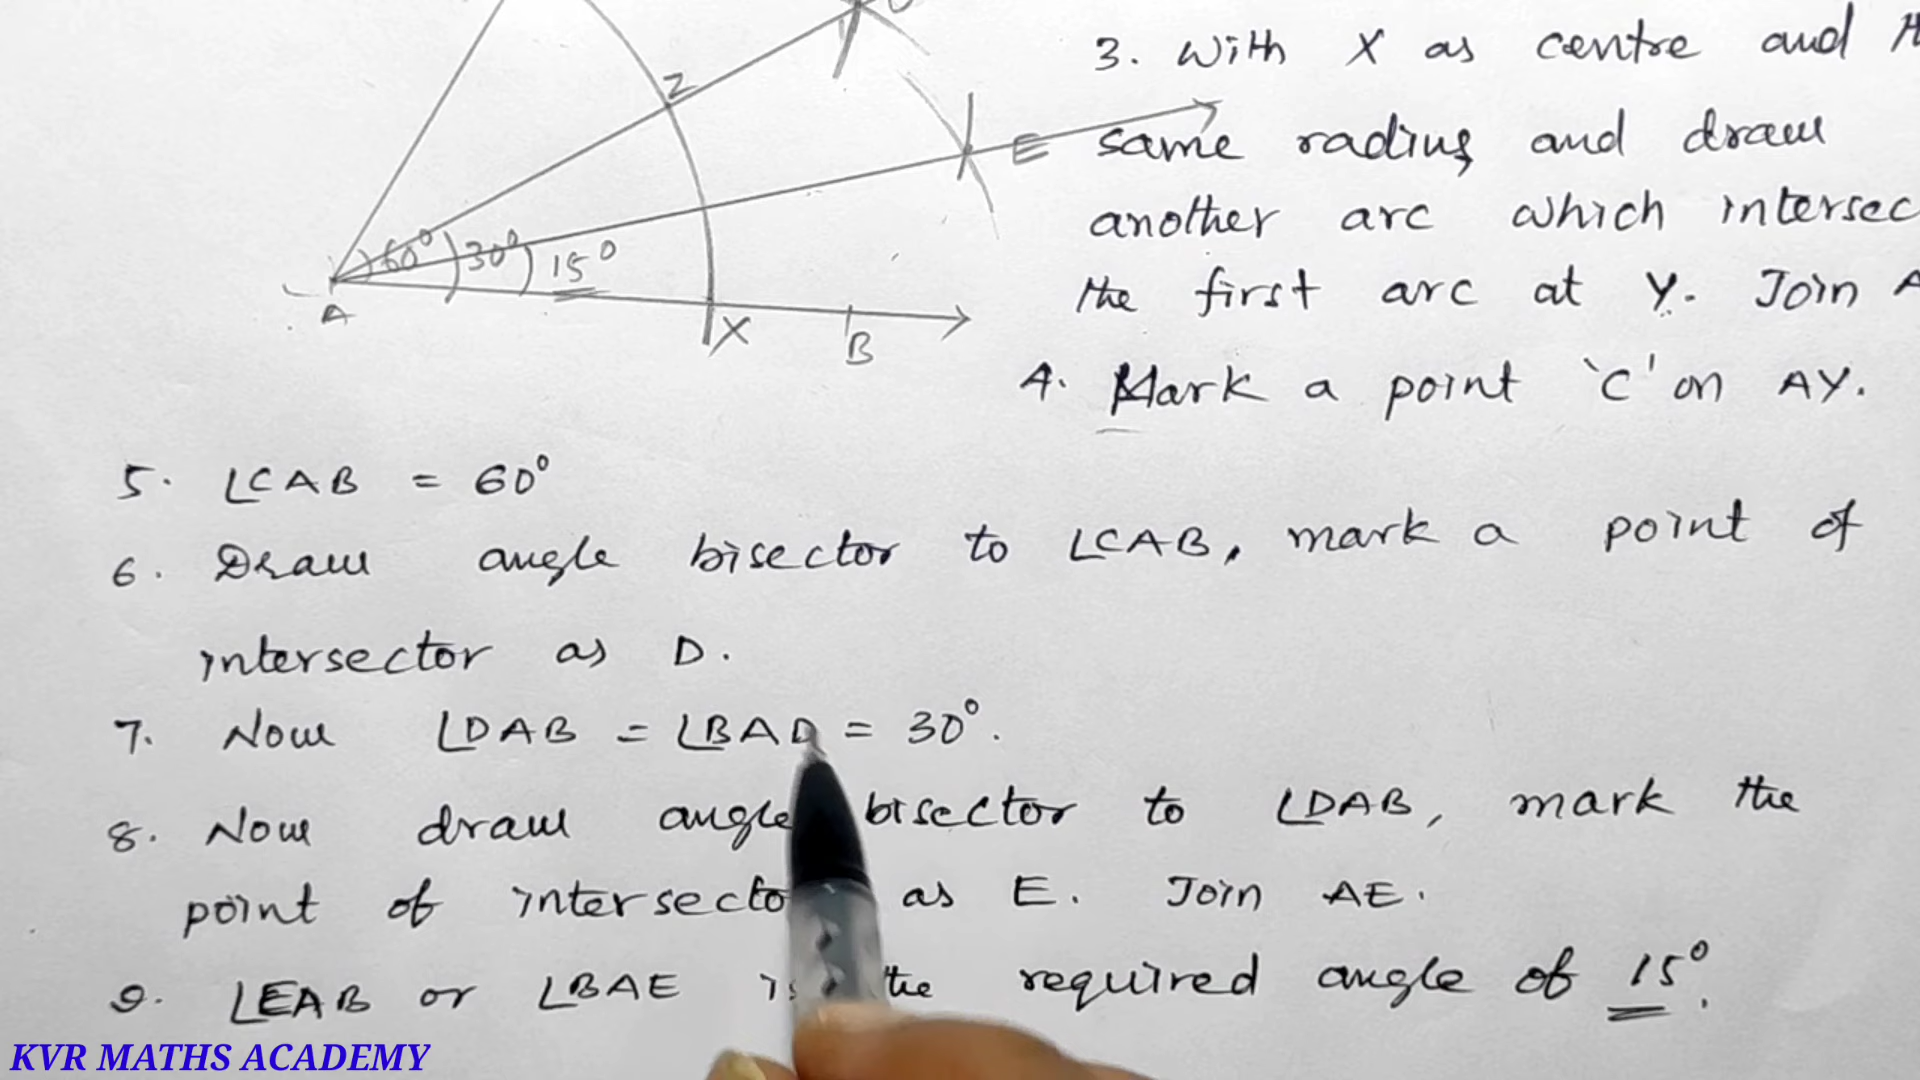 Z
E
60° 30° 15°
A
X
B
3. With X as centre and
same radius and draw
another arc which
the first arc at Y. Join
4. Mark a point 'C' on AY.
5. ∠CAB = 60°
6. Draw angle bisector to ∠CAB, mark a point of
intersector as D.
7. Now ∠DAB = ∠BAD = 30°.
8. Now draw angle bisector to ∠DAB, mark the
point of as E. Join AE.
9. ∠EAB or ∠BAE the required angle of 15°.
KVR MATHS ACADEMY